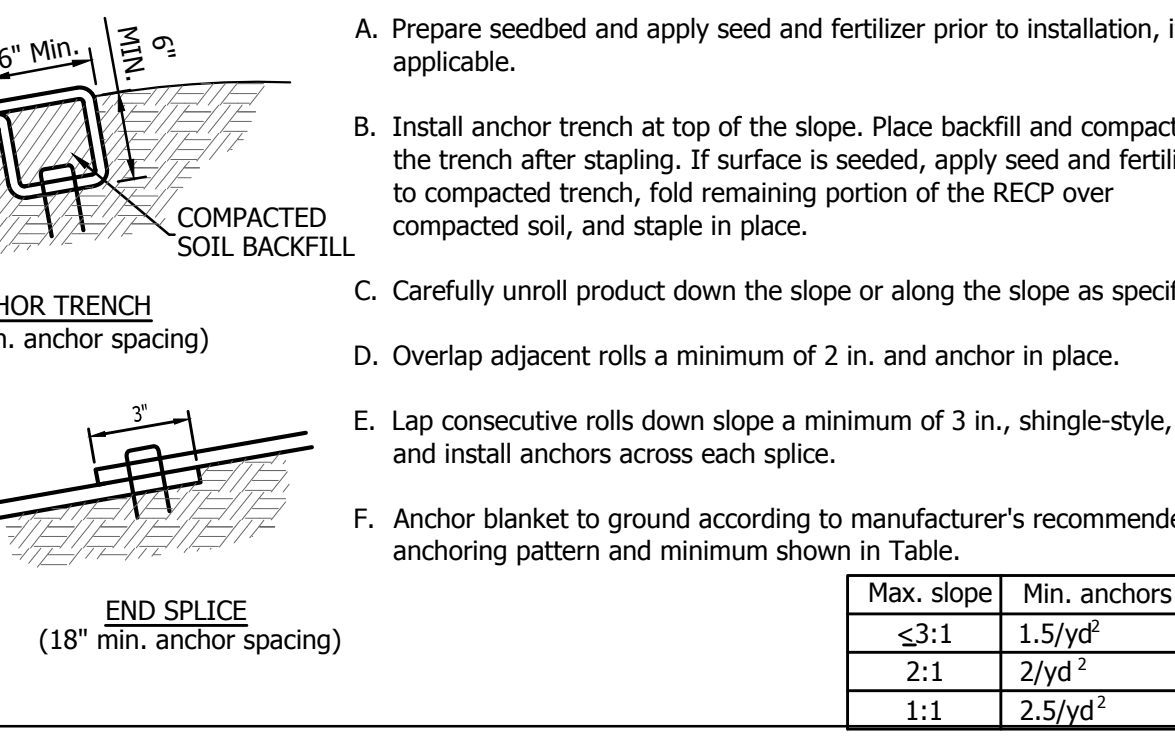 6" Min.
6"
MIN.
COMPACTED
SOIL BACKFILL
HOR TRENCH
n. anchor spacing)
3"
END SPLICE
(18" min. anchor spacing)
A. Prepare seedbed and apply seed and fertilizer prior to installation, i
applicable.
B. Install anchor trench at top of the slope. Place backfill and compact
the trench after stapling. If surface is seeded, apply seed and fertili
to compacted trench, fold remaining portion of the RECP over
compacted soil, and staple in place.
C. Carefully unroll product down the slope or along the slope as specif
D. Overlap adjacent rolls a minimum of 2 in. and anchor in place.
E. Lap consecutive rolls down slope a minimum of 3 in., shingle-style,
and install anchors across each splice.
F. Anchor blanket to ground according to manufacturer's recommende
anchoring pattern and minimum shown in Table.
Max. slope Min. anchors
≤3:1 1.5/yd²
2:1 2/yd²
1:1 2.5/yd²